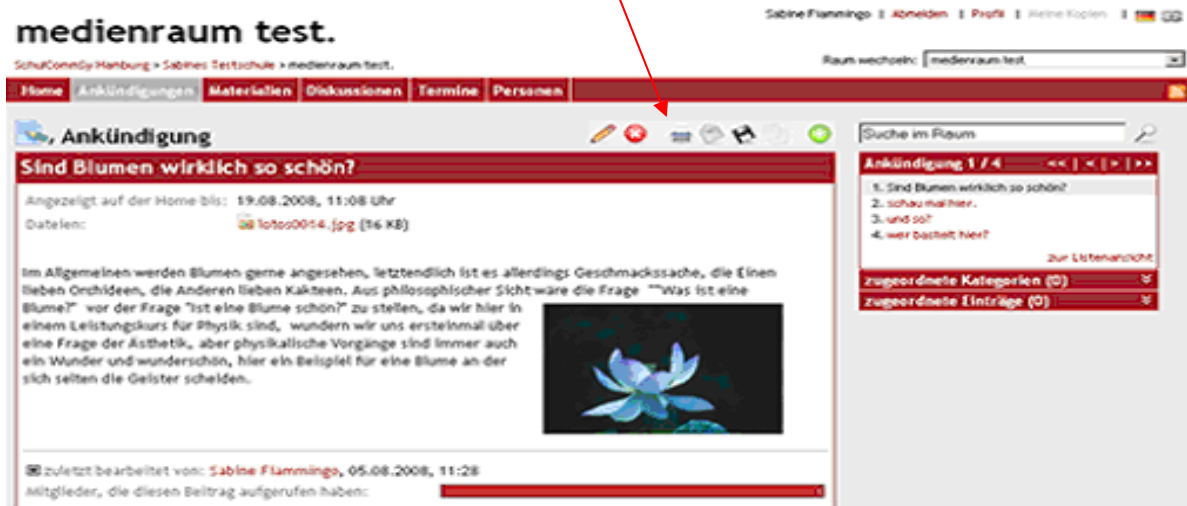 Sabine Flammingo | Abmelden | Profil | Meine Kopien |
medienraum test.
SchulCommSy Hamburg > Sabines Testschule > medienraum test.
Raum wechseln: medienraum test.
Home Ankündigungen Materialien Diskussionen Termine Personen
Ankündigung
Suche im Raum
Sind Blumen wirklich so schön?
Ankündigung 1 / 4 << | < | > | >>
1. Sind Blumen wirklich so schön?
2. schau mal hier.
3. und so?
4. wer bastelt hier?
zur Listenansicht
zugeordnete Kategorien (0)
zugeordnete Einträge (0)
Angezeigt auf der Home bis: 19.08.2008, 11:08 Uhr
Dateien: lotos0014.jpg (16 KB)
Im Allgemeinen werden Blumen gerne angesehen, letztendlich ist es allerdings Geschmackssache, die Einen
lieben Orchideen, die Anderen lieben Kakteen. Aus philosophischer Sicht wäre die Frage ""Was ist eine
Blume?" vor der Frage "ist eine Blume schön?" zu stellen, da wir hier in
einem Leistungskurs für Physik sind, wundern wir uns ersteinmal über
eine Frage der Ästhetik, aber physikalische Vorgänge sind immer auch
ein Wunder und wunderschön, hier ein Beispiel für eine Blume an der
sich selten die Geister scheiden.
zuletzt bearbeitet von: Sabine Flammingo, 05.08.2008, 11:28
Mitglieder, die diesen Beitrag aufgerufen haben: